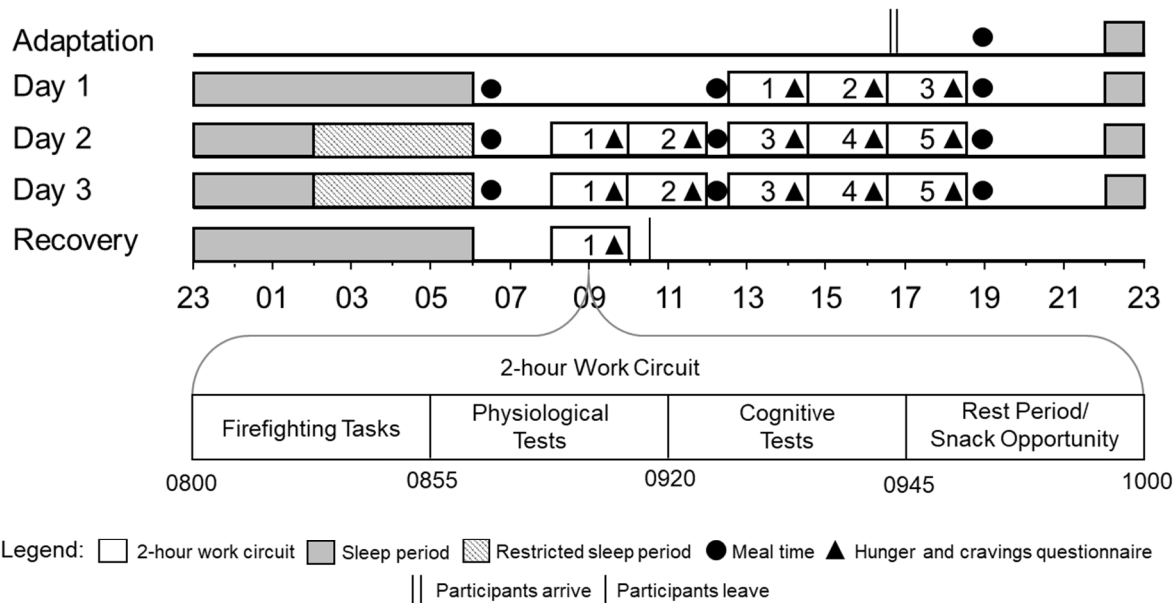 Adaptation
Day 1
1 2 3
Day 2
1 2 3 4 5
Day 3
1 2 3 4 5
Recovery
1
23 01 03 05 07 09 11 13 15 17 19 21 23
2-hour Work Circuit
Firefighting Tasks
Physiological
Tests
Cognitive
Tests
Rest Period/
Snack Opportunity
0800 0855 0920 0945 1000
Legend: 2-hour work circuit Sleep period Restricted sleep period Meal time Hunger and cravings questionnaire
Participants arrive Participants leave